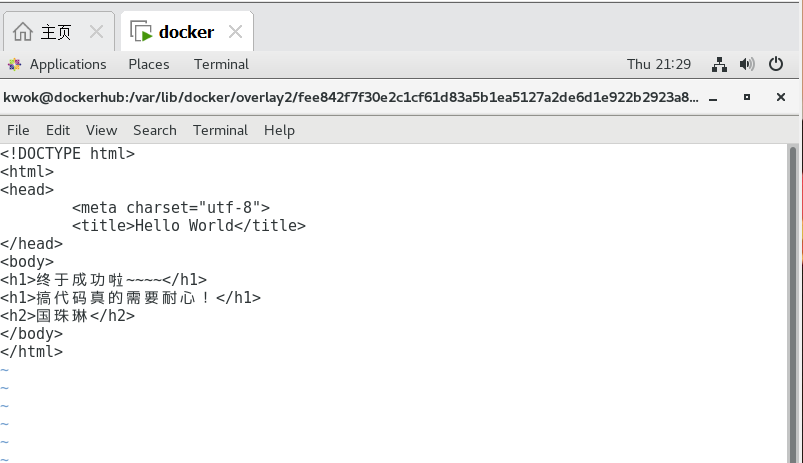 主页
docker
Applications Places Terminal Thu 21:29
kwok@dockerhub:/var/lib/docker/overlay2/fee842f7f30e2c1cf61d83a5b1ea5127a2de6d1e922b2923a8...
File Edit View Search Terminal Help
<!DOCTYPE html>
<html>
<head>
        <meta charset="utf-8">
        <title>Hello World</title>
</head>
<body>
<h1>终于成功啦~~~~</h1>
<h1>搞代码真的需要耐心！</h1>
<h2>国珠琳</h2>
</body>
</html>
~
~
~
~
~
~